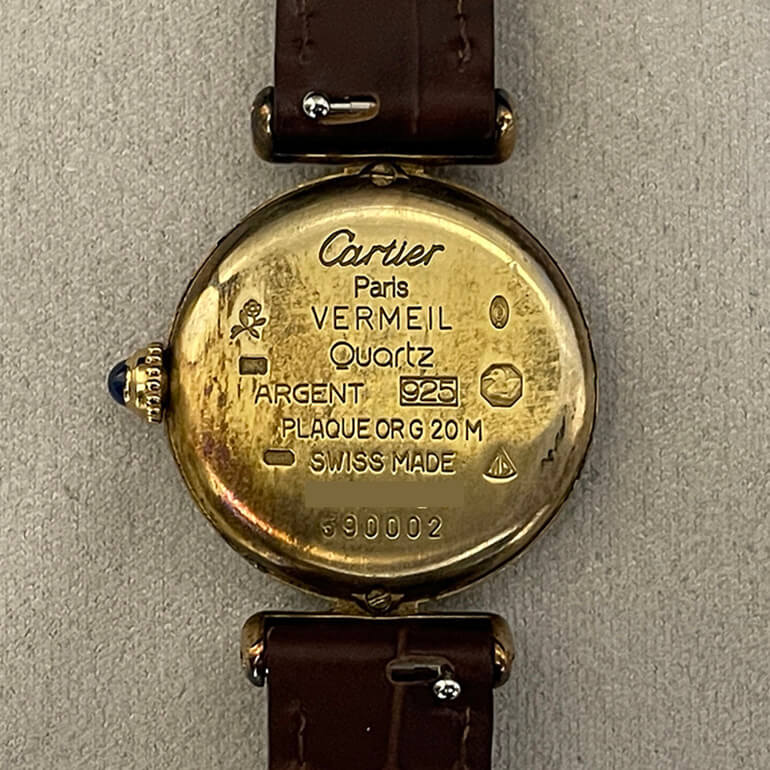 Cartier
Paris
VERMEIL
Quartz
ARGENT 925
PLAQUE OR G 20 M
SWISS MADE
590002